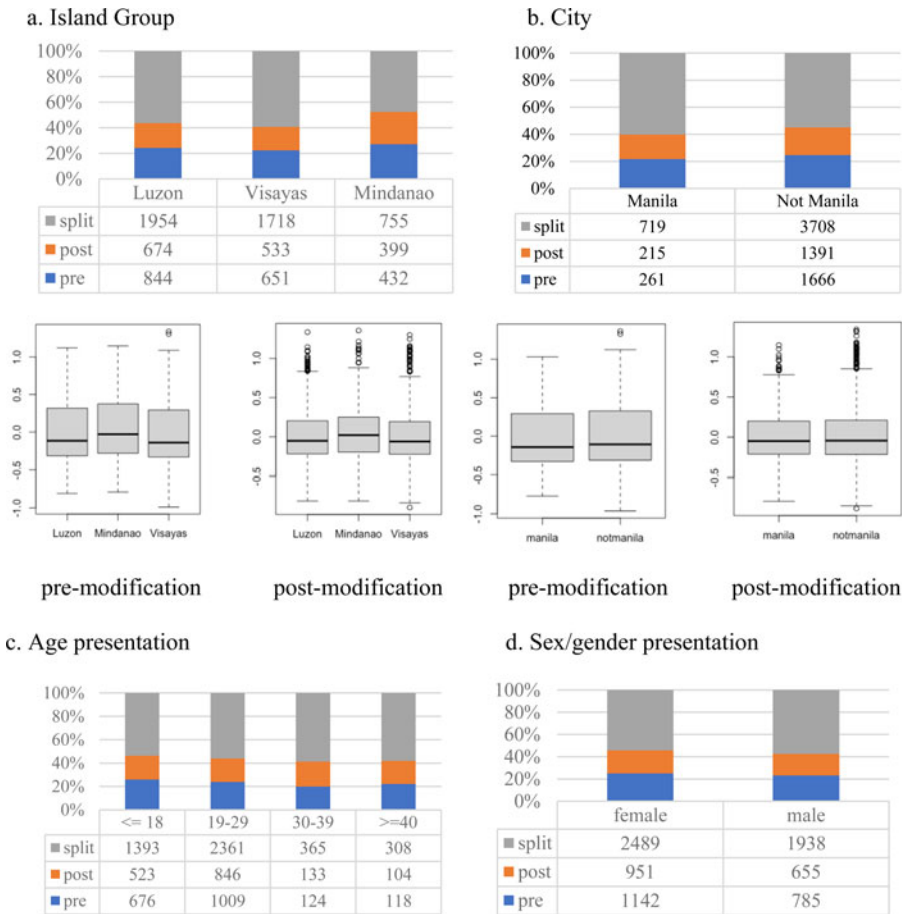 a. Island Group
100%
80%
60%
40%
20%
0%
Luzon Visayas Mindanao
split 1954 1718 755
post 674 533 399
pre 844 651 432
b. City
100%
80%
60%
40%
20%
0%
Manila Not Manila
split 719 3708
post 215 1391
pre 261 1666
1.0
0.5
0.0
-0.5
-1.0
Luzon Mindanao Visayas
pre-modification
1.0
0.5
0.0
-0.5
Luzon Mindanao Visayas
post-modification
1.0
0.5
0.0
-0.5
-1.0
manila notmanila
pre-modification
1.0
0.5
0.0
-0.5
manila notmanila
post-modification
c. Age presentation
100%
80%
60%
40%
20%
0%
<= 18 19-29 30-39 >=40
split 1393 2361 365 308
post 523 846 133 104
pre 676 1009 124 118
d. Sex/gender presentation
100%
80%
60%
40%
20%
0%
female male
split 2489 1938
post 951 655
pre 1142 785